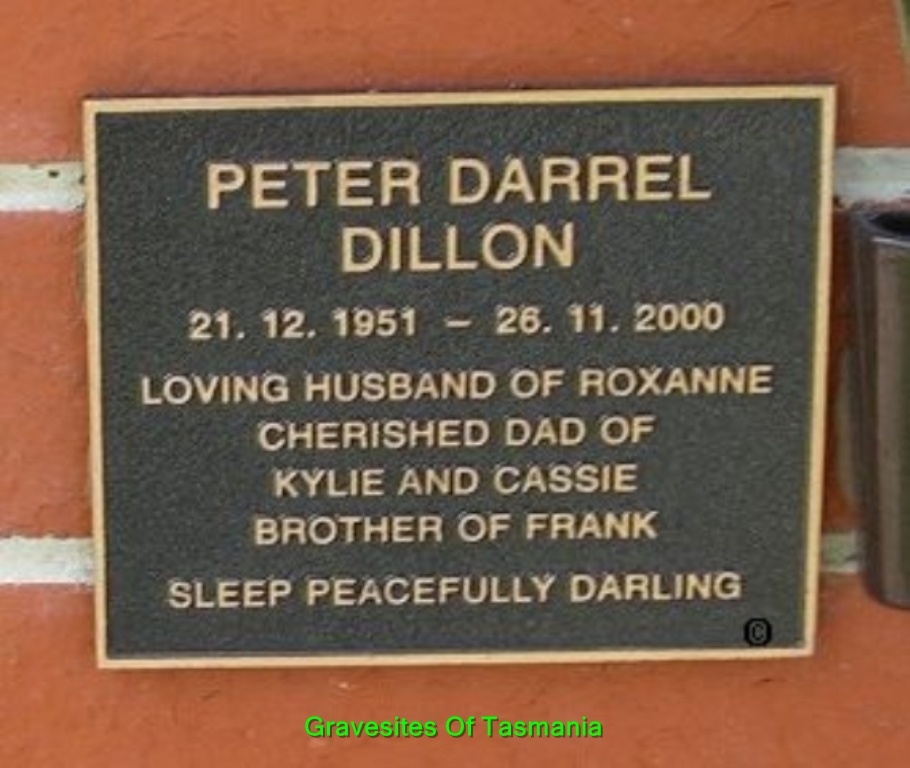 PETER DARREL
DILLON
21. 12. 1951 – 26. 11. 2000
LOVING HUSBAND OF ROXANNE
CHERISHED DAD OF
KYLIE AND CASSIE
BROTHER OF FRANK
SLEEP PEACEFULLY DARLING
©
Gravesites Of Tasmania